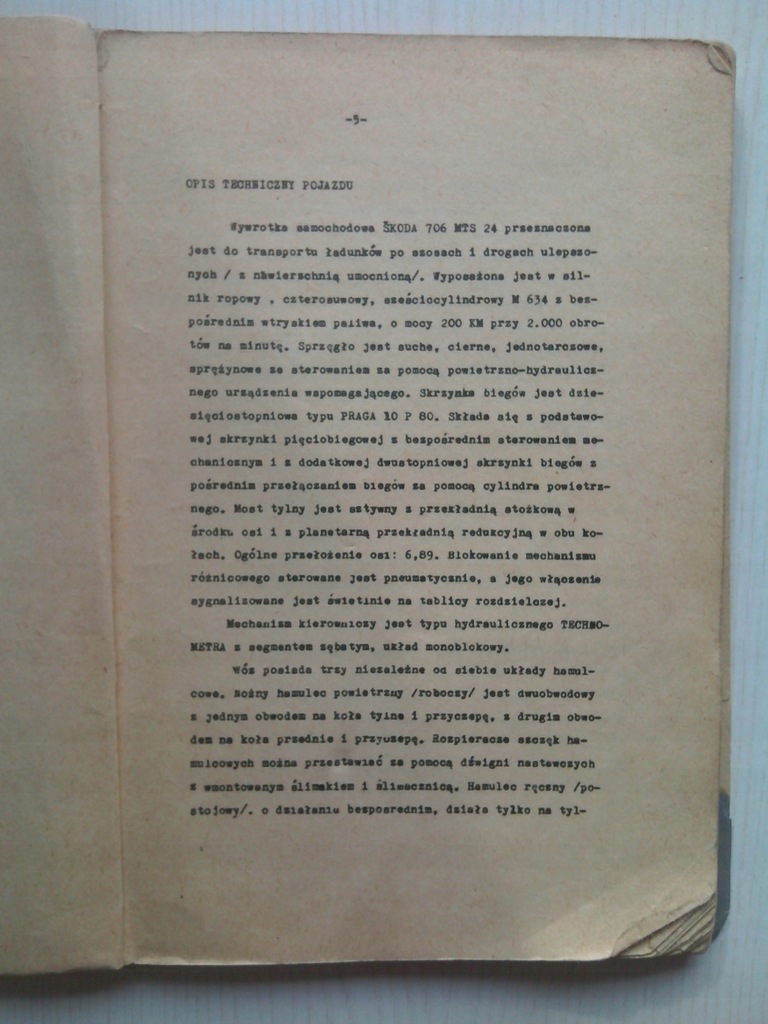 -5-
OPIS TECHNICZNY POJAZDU
Wywrotka samochodowa ŠKODA 706 MTS 24 przeznaczona
jest do transportu ładunków po szosach i drogach ulepszo-
nych / z nawierzchnią umocnioną/. Wyposażona jest w sil-
nik ropowy , czterosuwowy, sześciocylindrowy M 634 z bez-
pośrednim wtryskiem paliwa, o mocy 200 KM przy 2.000 obro-
tów na minutę. Sprzęgło jest suche, cierne, jednotarczowe,
sprężynowe ze sterowaniem za pomocą powietrzno-hydraulicz-
nego urządzenia wspomagającego. Skrzynka biegów jest dzie-
sięciostopniowa typu PRAGA 10 P 80. Składa się z podstawo-
wej skrzynki pięciobiegowej z bezpośrednim sterowaniem me-
chanicznym i z dodatkowej dwustopniowej skrzynki biegów z
pośrednim przełączaniem biegów za pomocą cylindra powietrz-
nego. Most tylny jest sztywny z przekładnią stożkową w
środku osi i z planetarną przekładnią redukcyjną w obu ko-
łach. Ogólne przełożenie osi: 6,89. Blokowanie mechanizmu
różnicowego sterowane jest pneumatycznie, a jego włączenie
sygnalizowane jest świetlnie na tablicy rozdzielczej.
Mechanizm kierowniczy jest typu hydraulicznego TECHNO-
METRA z segmentem zębatym, układ monoblokowy.
Wóz posiada trzy niezależne od siebie układy hamul-
cowe. Nożny hamulec powietrzny /roboczy/ jest dwuobwodowy
z jednym obwodem na koła tylne i przyczepę, z drugim obwo-
dem na koła przednie i przyczepę. Rozpieracze szczęk ha-
mulcowych można przestawiać za pomocą dźwigni nastawczych
z wmontowanym ślimakiem i ślimacznicą. Hamulec ręczny /po-
stojowy/. o działaniu bezpośrednim, działa tylko na tyl-